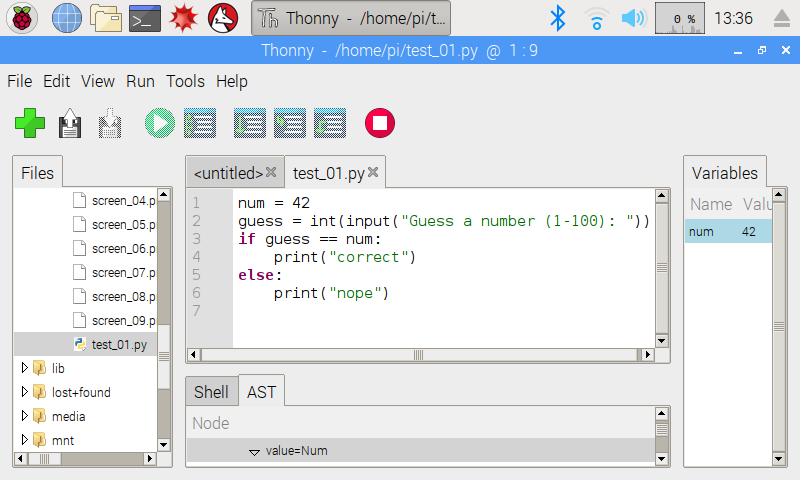 Th Thonny - /home/pi/t...
0 %
13:36
Thonny - /home/pi/test_01.py @ 1 : 9
File Edit View Run Tools Help
Files
screen_04.p
screen_05.p
screen_06.p
screen_07.p
screen_08.p
screen_09.p
test_01.py
lib
lost+found
media
mnt
<untitled>
test_01.py
1 num = 42
2 guess = int(input("Guess a number (1-100): "))
3 if guess == num:
4     print("correct")
5 else:
6     print("nope")
7
Shell AST
Node
value=Num
Variables
Name Valu
num 42